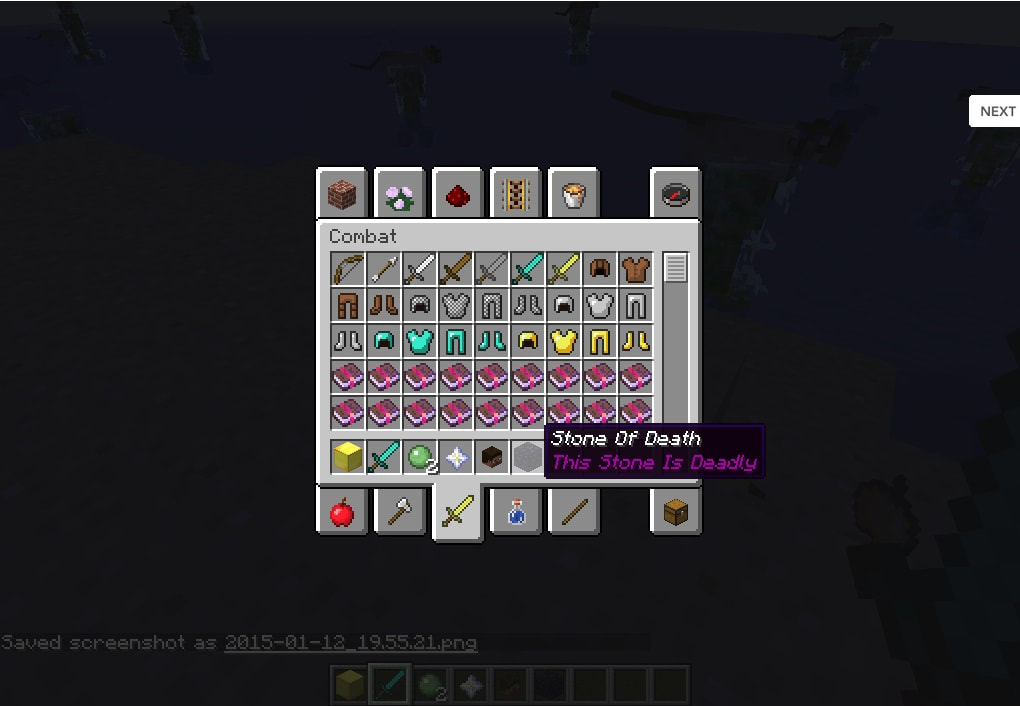 NEXT
Combat
2
Stone Of Death
This Stone Is Deadly
Saved screenshot as 2015-01-12_19.55.21.png
2